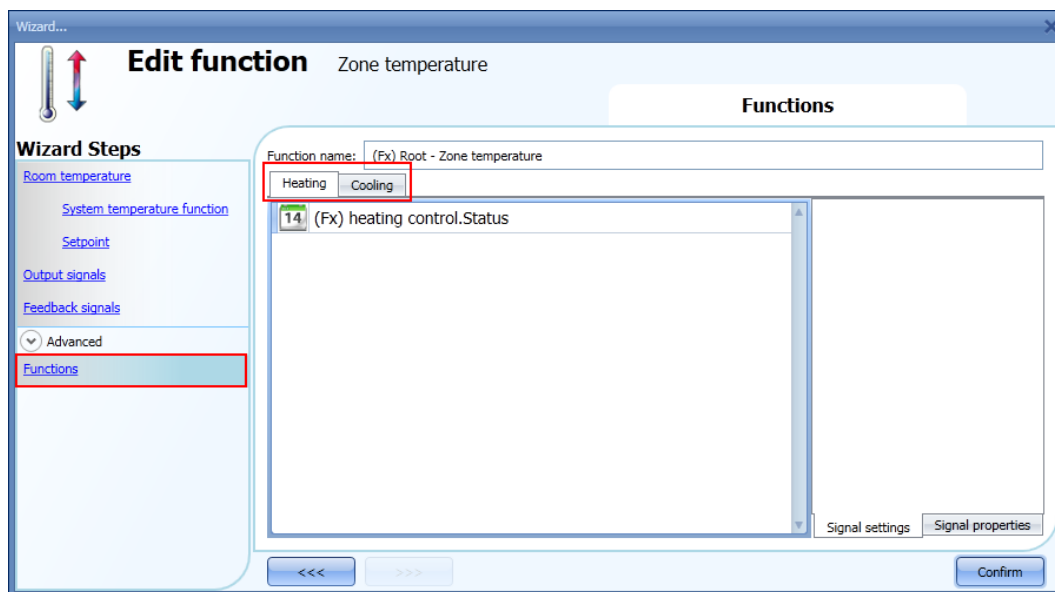 Wizard...
Edit function Zone temperature
Functions
Wizard Steps
Room temperature
System temperature function
Setpoint
Output signals
Feedback signals
Advanced
Functions
Function name: (Fx) Root - Zone temperature
Heating Cooling
14 (Fx) heating control.Status
Signal settings Signal properties
<<< >>> Confirm